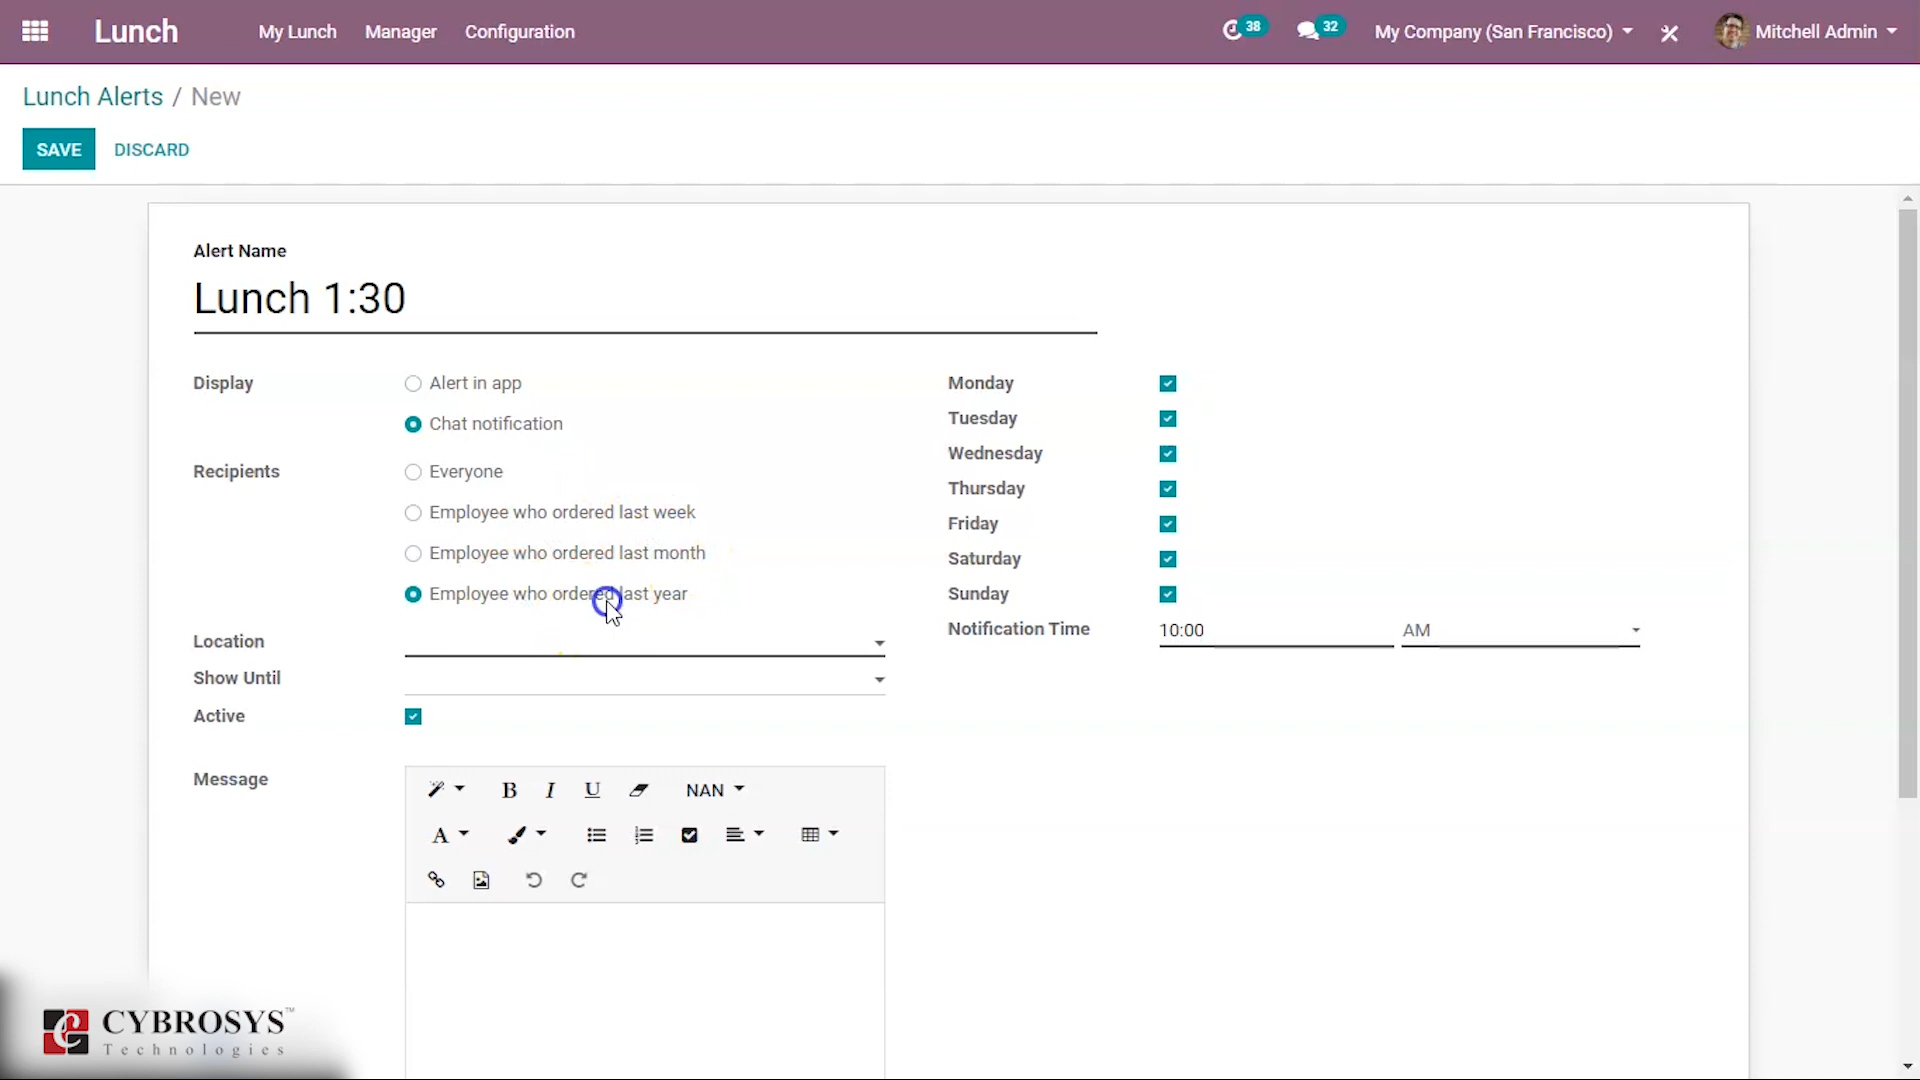 Lunch My Lunch Manager Configuration 38 32 My Company (San Francisco) Mitchell Admin
Lunch Alerts / New
SAVE DISCARD
Alert Name
Lunch 1:30
Display Alert in app
Chat notification
Recipients Everyone
Employee who ordered last week
Employee who ordered last month
Employee who ordered last year
Location
Show Until
Active
Monday
Tuesday
Wednesday
Thursday
Friday
Saturday
Sunday
Notification Time 10:00 AM
Message
B I U NAN
A
CYBROSYS™
Technologies